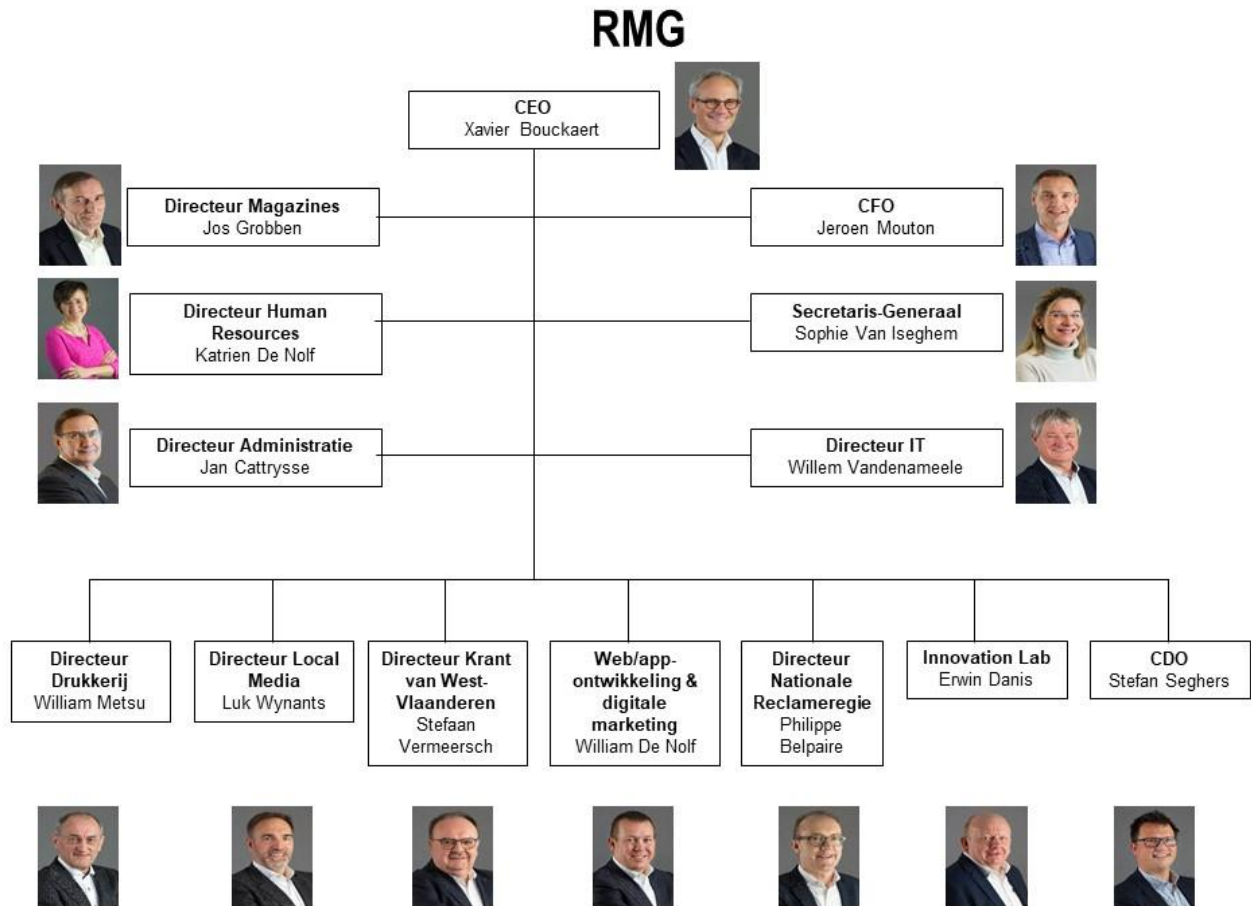 RMG
CEO
Xavier Bouckaert
Directeur Magazines
Jos Grobben
CFO
Jeroen Mouton
Directeur Human
Resources
Katrien De Nolf
Secretaris-Generaal
Sophie Van Iseghem
Directeur Administratie
Jan Cattrysse
Directeur IT
Willem Vandenameele
Directeur
Drukkerij
William Metsu
Directeur Local
Media
Luk Wynants
Directeur Krant
van West-
Vlaanderen
Stefaan
Vermeersch
Web/app-
ontwikkeling &
digitale
marketing
William De Nolf
Directeur
Nationale
Reclameregie
Philippe
Belpaire
Innovation Lab
Erwin Danis
CDO
Stefan Seghers